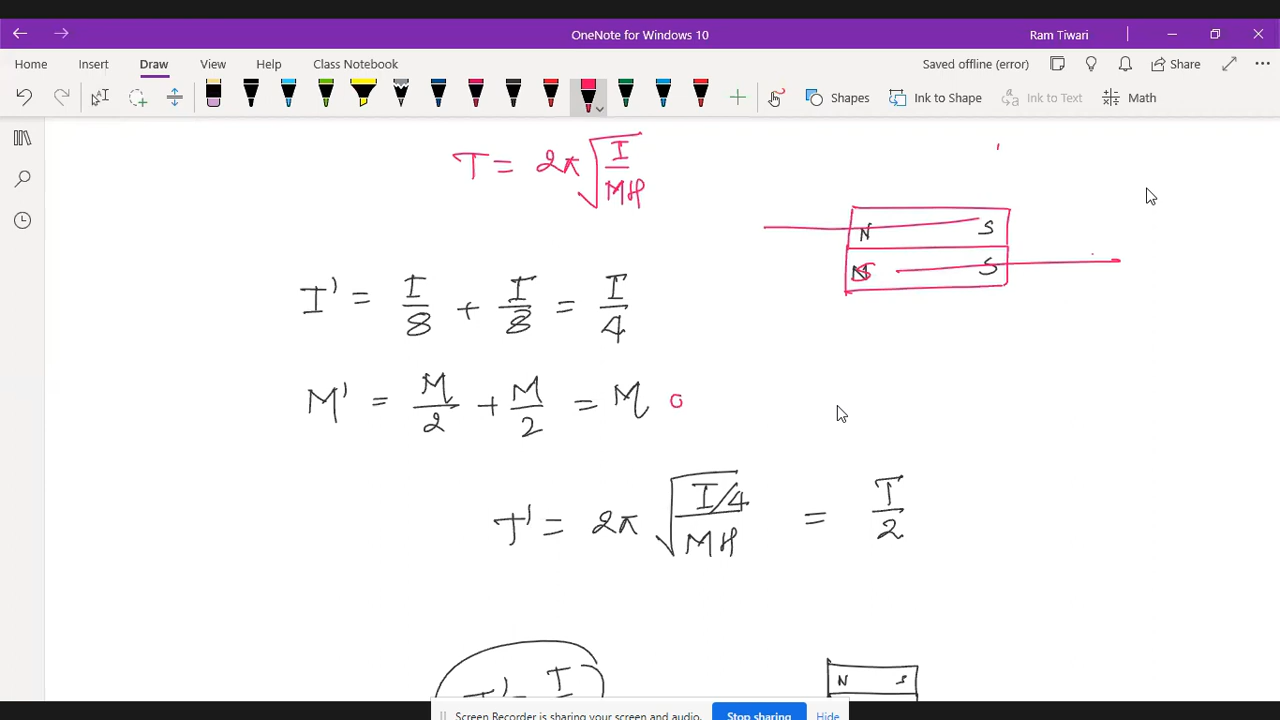 OneNote for Windows 10
Ram Tiwari
Home Insert Draw View Help Class Notebook
Saved offline (error) Share
Shapes Ink to Shape Ink to Text Math
T = 2π √(I/MH)
N S
N S S
I' = I/8 + I/8 = I/4
M' = M/2 + M/2 = M 0
T' = 2π √((I/4)/MH) = T/2
N S
Screen Recorder is sharing your screen and audio. Stop sharing Hide